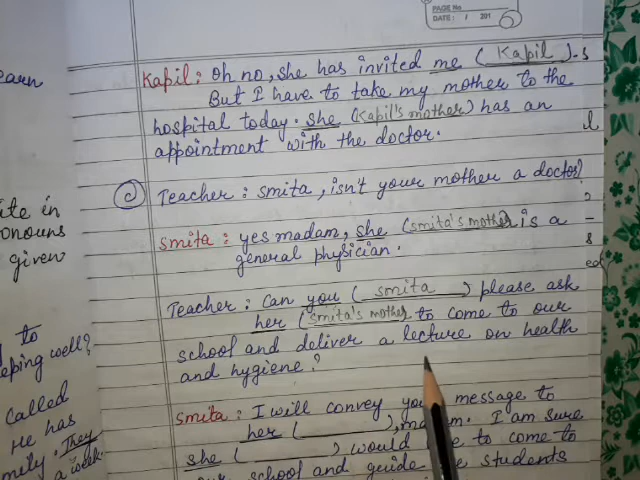 PAGE No
DATE : / 201
Kapil : Oh no, she has invited me ( Kapil ).
But I have to take my mother to the
hospital today. she (Kapil's mother) has an
appointment with the doctor.
Teacher : smita, isn't your mother a doctor?
smita : yes madam, she (smita's mother) is a
general physician.
Teacher : Can you ( smita ) please ask
her (smita's mother to come to our
school and deliver a lecture on health
and hygiene ?
smita : I will convey message to
her ( ), I am sure
she ( ) would to come to
school and guide students
earn
ite in
onouns
given
to
eping well?
called
He has
They
a week.